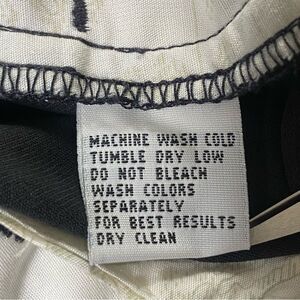 MACHINE WASH COLD
TUMBLE DRY LOW
DO NOT BLEACH
WASH COLORS
SEPARATELY
FOR BEST RESULTS
DRY CLEAN